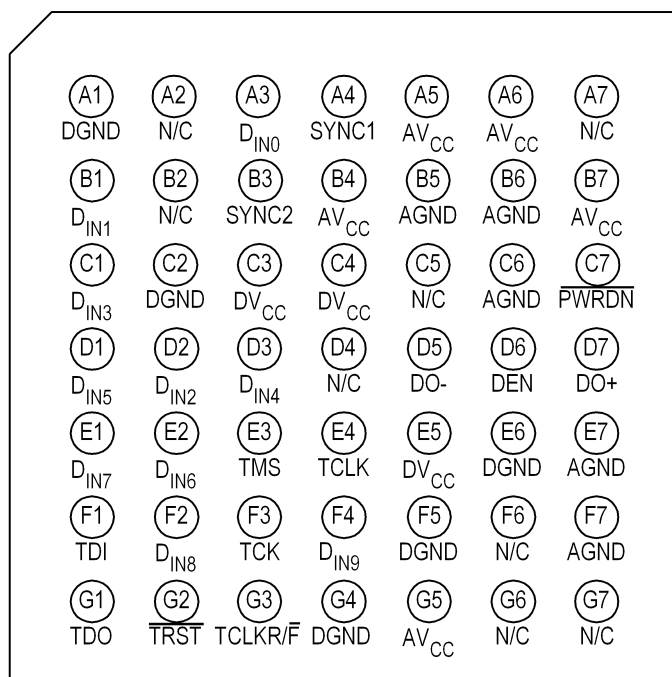 A1 A2 A3 A4 A5 A6 A7
DGND N/C DIN0 SYNC1 AVCC AVCC N/C
B1 B2 B3 B4 B5 B6 B7
DIN1 N/C SYNC2 AVCC AGND AGND AVCC
C1 C2 C3 C4 C5 C6 C7
DIN3 DGND DVCC DVCC N/C AGND PWRDN
D1 D2 D3 D4 D5 D6 D7
DIN5 DIN2 DIN4 N/C DO- DEN DO+
E1 E2 E3 E4 E5 E6 E7
DIN7 DIN6 TMS TCLK DVCC DGND AGND
F1 F2 F3 F4 F5 F6 F7
TDI DIN8 TCK DIN9 DGND N/C AGND
G1 G2 G3 G4 G5 G6 G7
TDO TRST TCLKR/F DGND AVCC N/C N/C